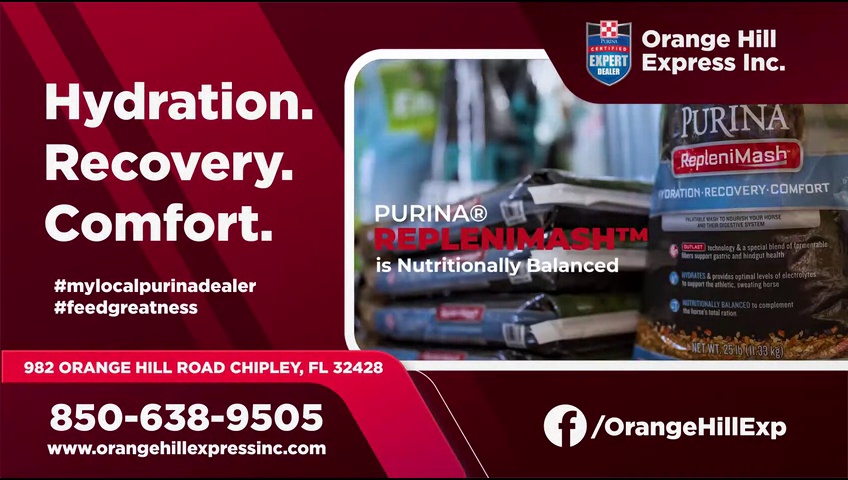 Hydration.
Recovery.
Comfort.
#mylocalpurinadealer
#feedgreatness
982 ORANGE HILL ROAD CHIPLEY, FL 32428
850-638-9505
www.orangehillexpressinc.com
PURINA
CERTIFIED
EXPERT
DEALER
Orange Hill
Express Inc.
PURINA®
REPLENIMASH™
is Nutritionally Balanced
PURINA
RepleniMash™
HYDRATION·RECOVERY·COMFORT
PALATABLE MASH TO NOURISH YOUR HORSE
AND THEIR DIGESTIVE SYSTEM
OUTLAST technology & a special blend of fermentable
fibers support gastric and hindgut health
HYDRATES & provides optimal levels of electrolytes
to support the athletic, sweating horse
NUTRITIONALLY BALANCED to complement
the horse's total ration.
NET WT. 25 lb (11.33 kg)
/OrangeHillExp